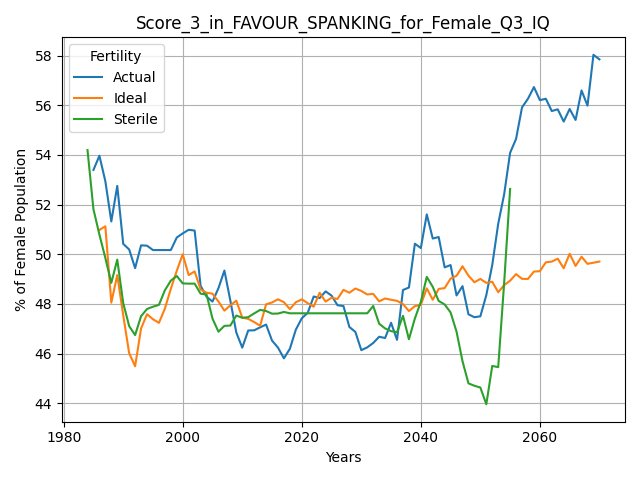 Score_3_in_FAVOUR_SPANKING_for_Female_Q3_IQ
Fertility
Actual
Ideal
Sterile
% of Female Population
58
56
54
52
50
48
46
44
1980
2000
2020
2040
2060
Years